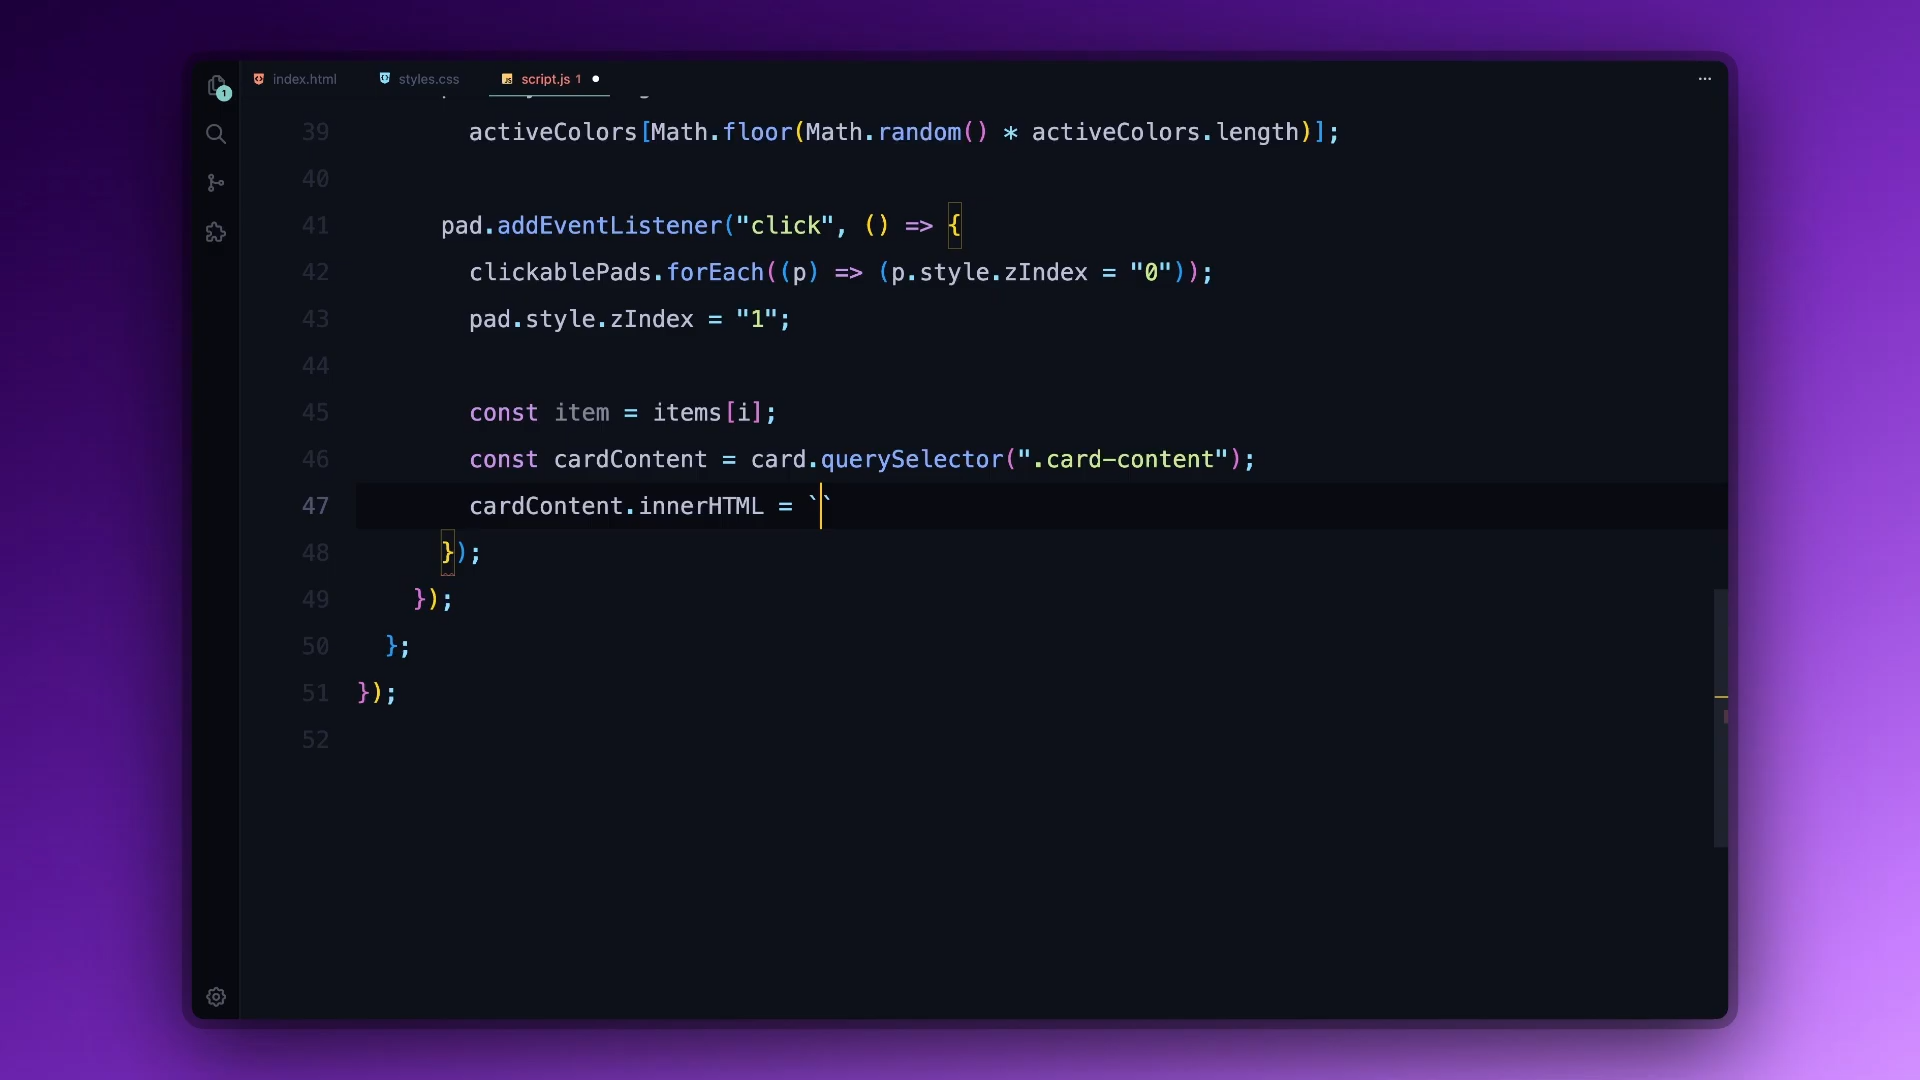 1
index.html
styles.css
script.js 1
39 activeColors[Math.floor(Math.random() * activeColors.length)];
40
41 pad.addEventListener("click", () => {
42 clickablePads.forEach((p) => (p.style.zIndex = "0"));
43 pad.style.zIndex = "1";
44
45 const item = items[i];
46 const cardContent = card.querySelector(".card-content");
47 cardContent.innerHTML = ``
48 });
49 });
50 };
51 });
52